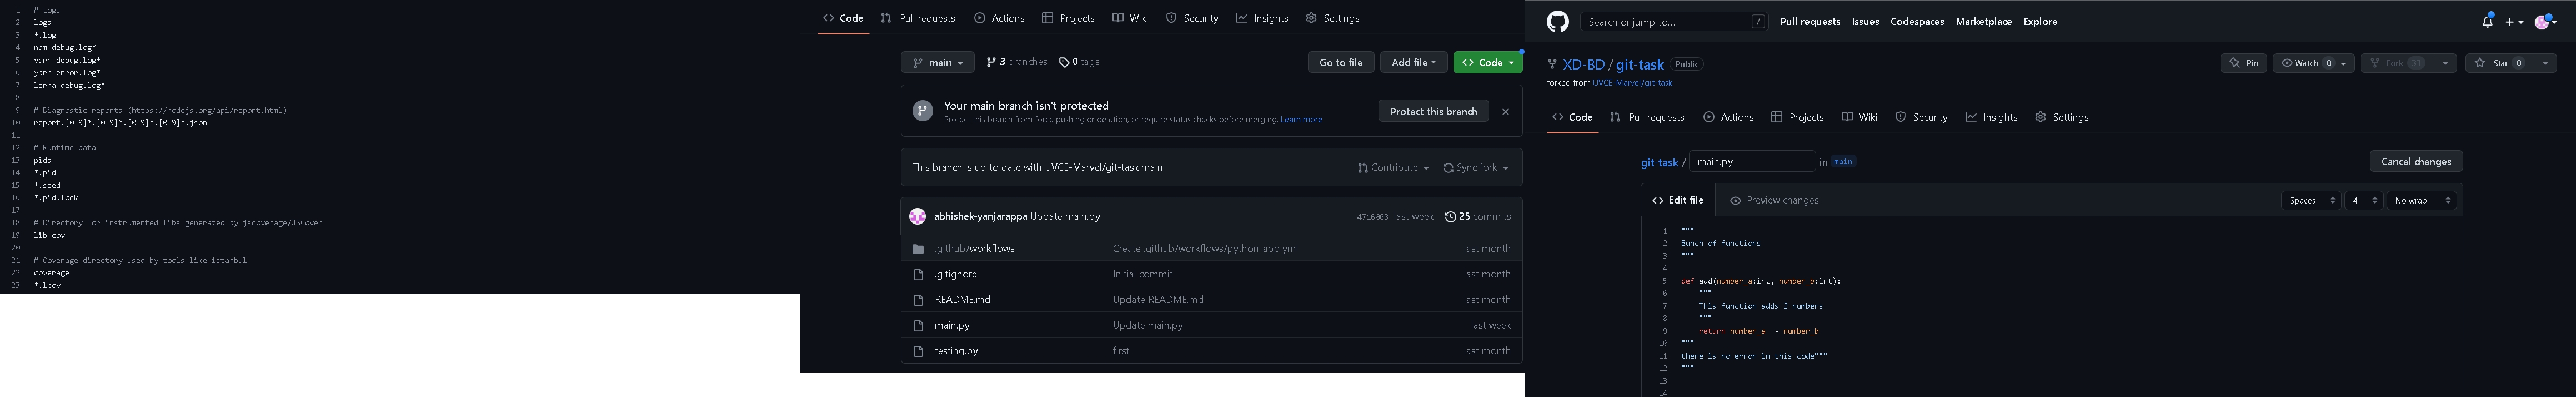 1 # Logs
2 logs
3 *.log
4 npm-debug.log*
5 yarn-debug.log*
6 yarn-error.log*
7 lerna-debug.log*
8
9 # Diagnostic reports (https://nodejs.org/api/report.html)
10 report.[0-9]*.[0-9]*.[0-9]*.[0-9]*.json
11
12 # Runtime data
13 pids
14 *.pid
15 *.seed
16 *.pid.lock
17
18 # Directory for instrumented libs generated by jscoverage/JSCover
19 lib-cov
20
21 # Coverage directory used by tools like istanbul
22 coverage
23 *.lcov
Code Pull requests Actions Projects Wiki Security Insights Settings
main 3 branches 0 tags Go to file Add file Code
Your main branch isn't protected
Protect this branch from force pushing or deletion, or require status checks before merging. Learn more
Protect this branch
This branch is up to date with UVCE-Marvel/git-task:main. Contribute Sync fork
abhishek-yanjarappa Update main.py 4716008 last week 25 commits
.github/workflows Create .github/workflows/python-app.yml last month
.gitignore Initial commit last month
README.md Update README.md last month
main.py Update main.py last week
testing.py first last month
Search or jump to... / Pull requests Issues Codespaces Marketplace Explore
XD-BD / git-task Public Pin Watch 0 Fork 33 Star 0
forked from UVCE-Marvel/git-task
Code Pull requests Actions Projects Wiki Security Insights Settings
git-task / main.py in main Cancel changes
Edit file Preview changes Spaces 4 No wrap
1 """
2 Bunch of functions
3 """
4
5 def add(number_a:int, number_b:int):
6 """
7 This function adds 2 numbers
8 """
9 return number_a - number_b
10 """
11 there is no error in this code"""
12 """
13
14